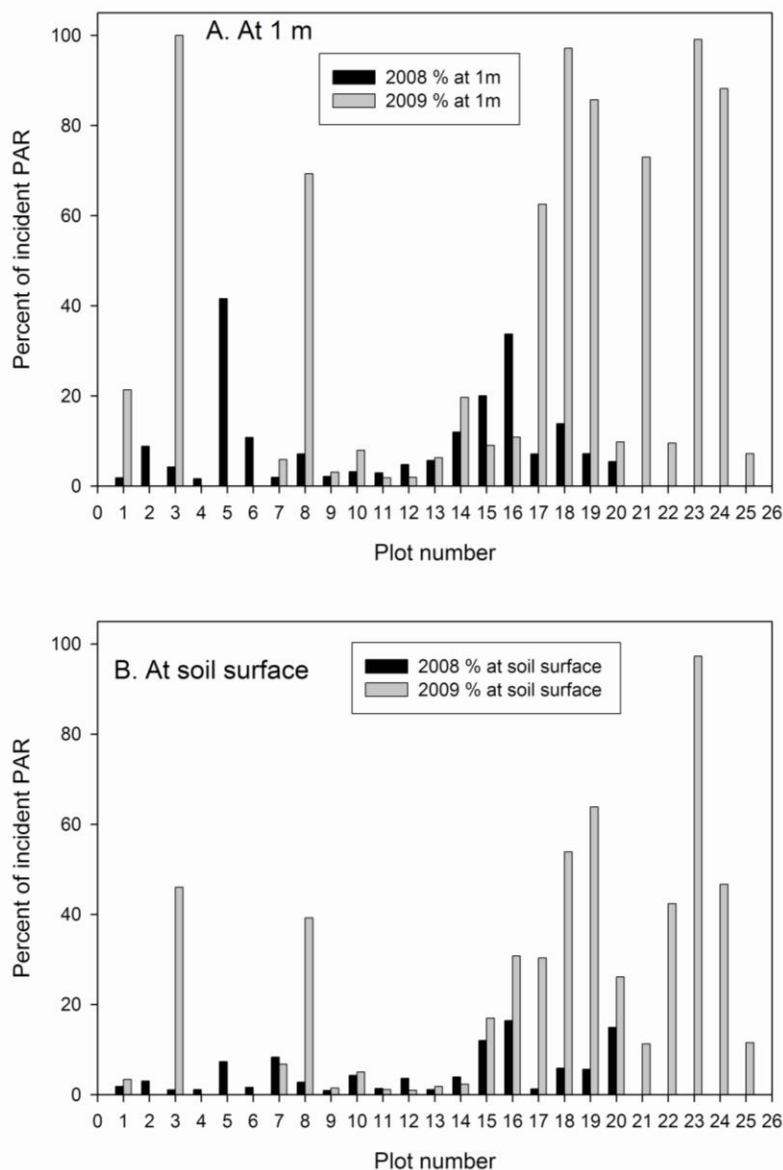 A. At 1 m
2008 % at 1m
2009 % at 1m
Percent of incident PAR
100
80
60
40
20
0
0 1 2 3 4 5 6 7 8 9 10 11 12 13 14 15 16 17 18 19 20 21 22 23 24 25 26
Plot number
B. At soil surface
2008 % at soil surface
2009 % at soil surface
Percent of incident PAR
100
80
60
40
20
0
0 1 2 3 4 5 6 7 8 9 10 11 12 13 14 15 16 17 18 19 20 21 22 23 24 25 26
Plot number